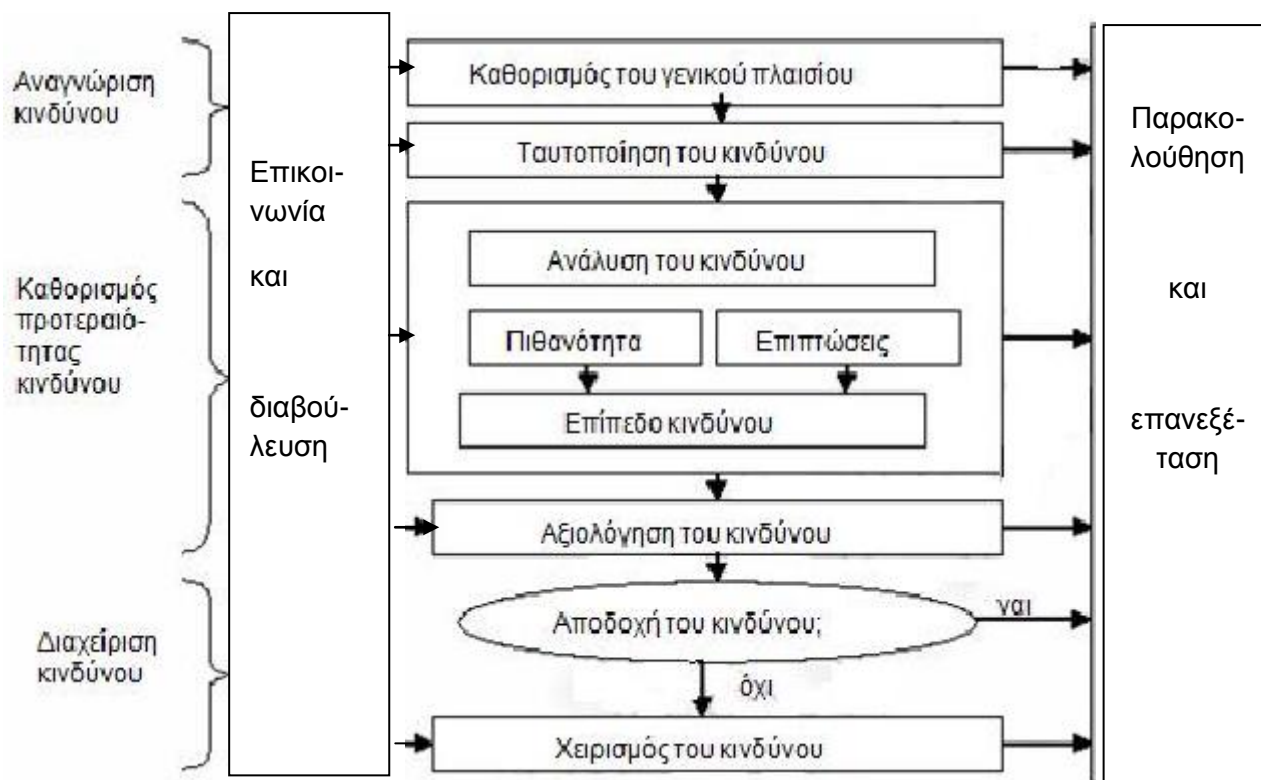 Αναγνώριση
κινδύνου
Καθορισμός
προτεραιό-
τητας
κινδύνου
Διαχείριση
κινδύνου
Επικοι-
νωνία
και
διαβού-
λευση
Καθορισμός του γενικού πλαισίου
Ταυτοποίηση του κινδύνου
Ανάλυση του κινδύνου
Πιθανότητα
Επιπτώσεις
Επίπεδο κινδύνου
Αξιολόγηση του κινδύνου
Αποδοχή του κινδύνου;
ναι
όχι
Χειρισμός του κινδύνου
Παρακο-
λούθηση
και
επανεξέ-
ταση